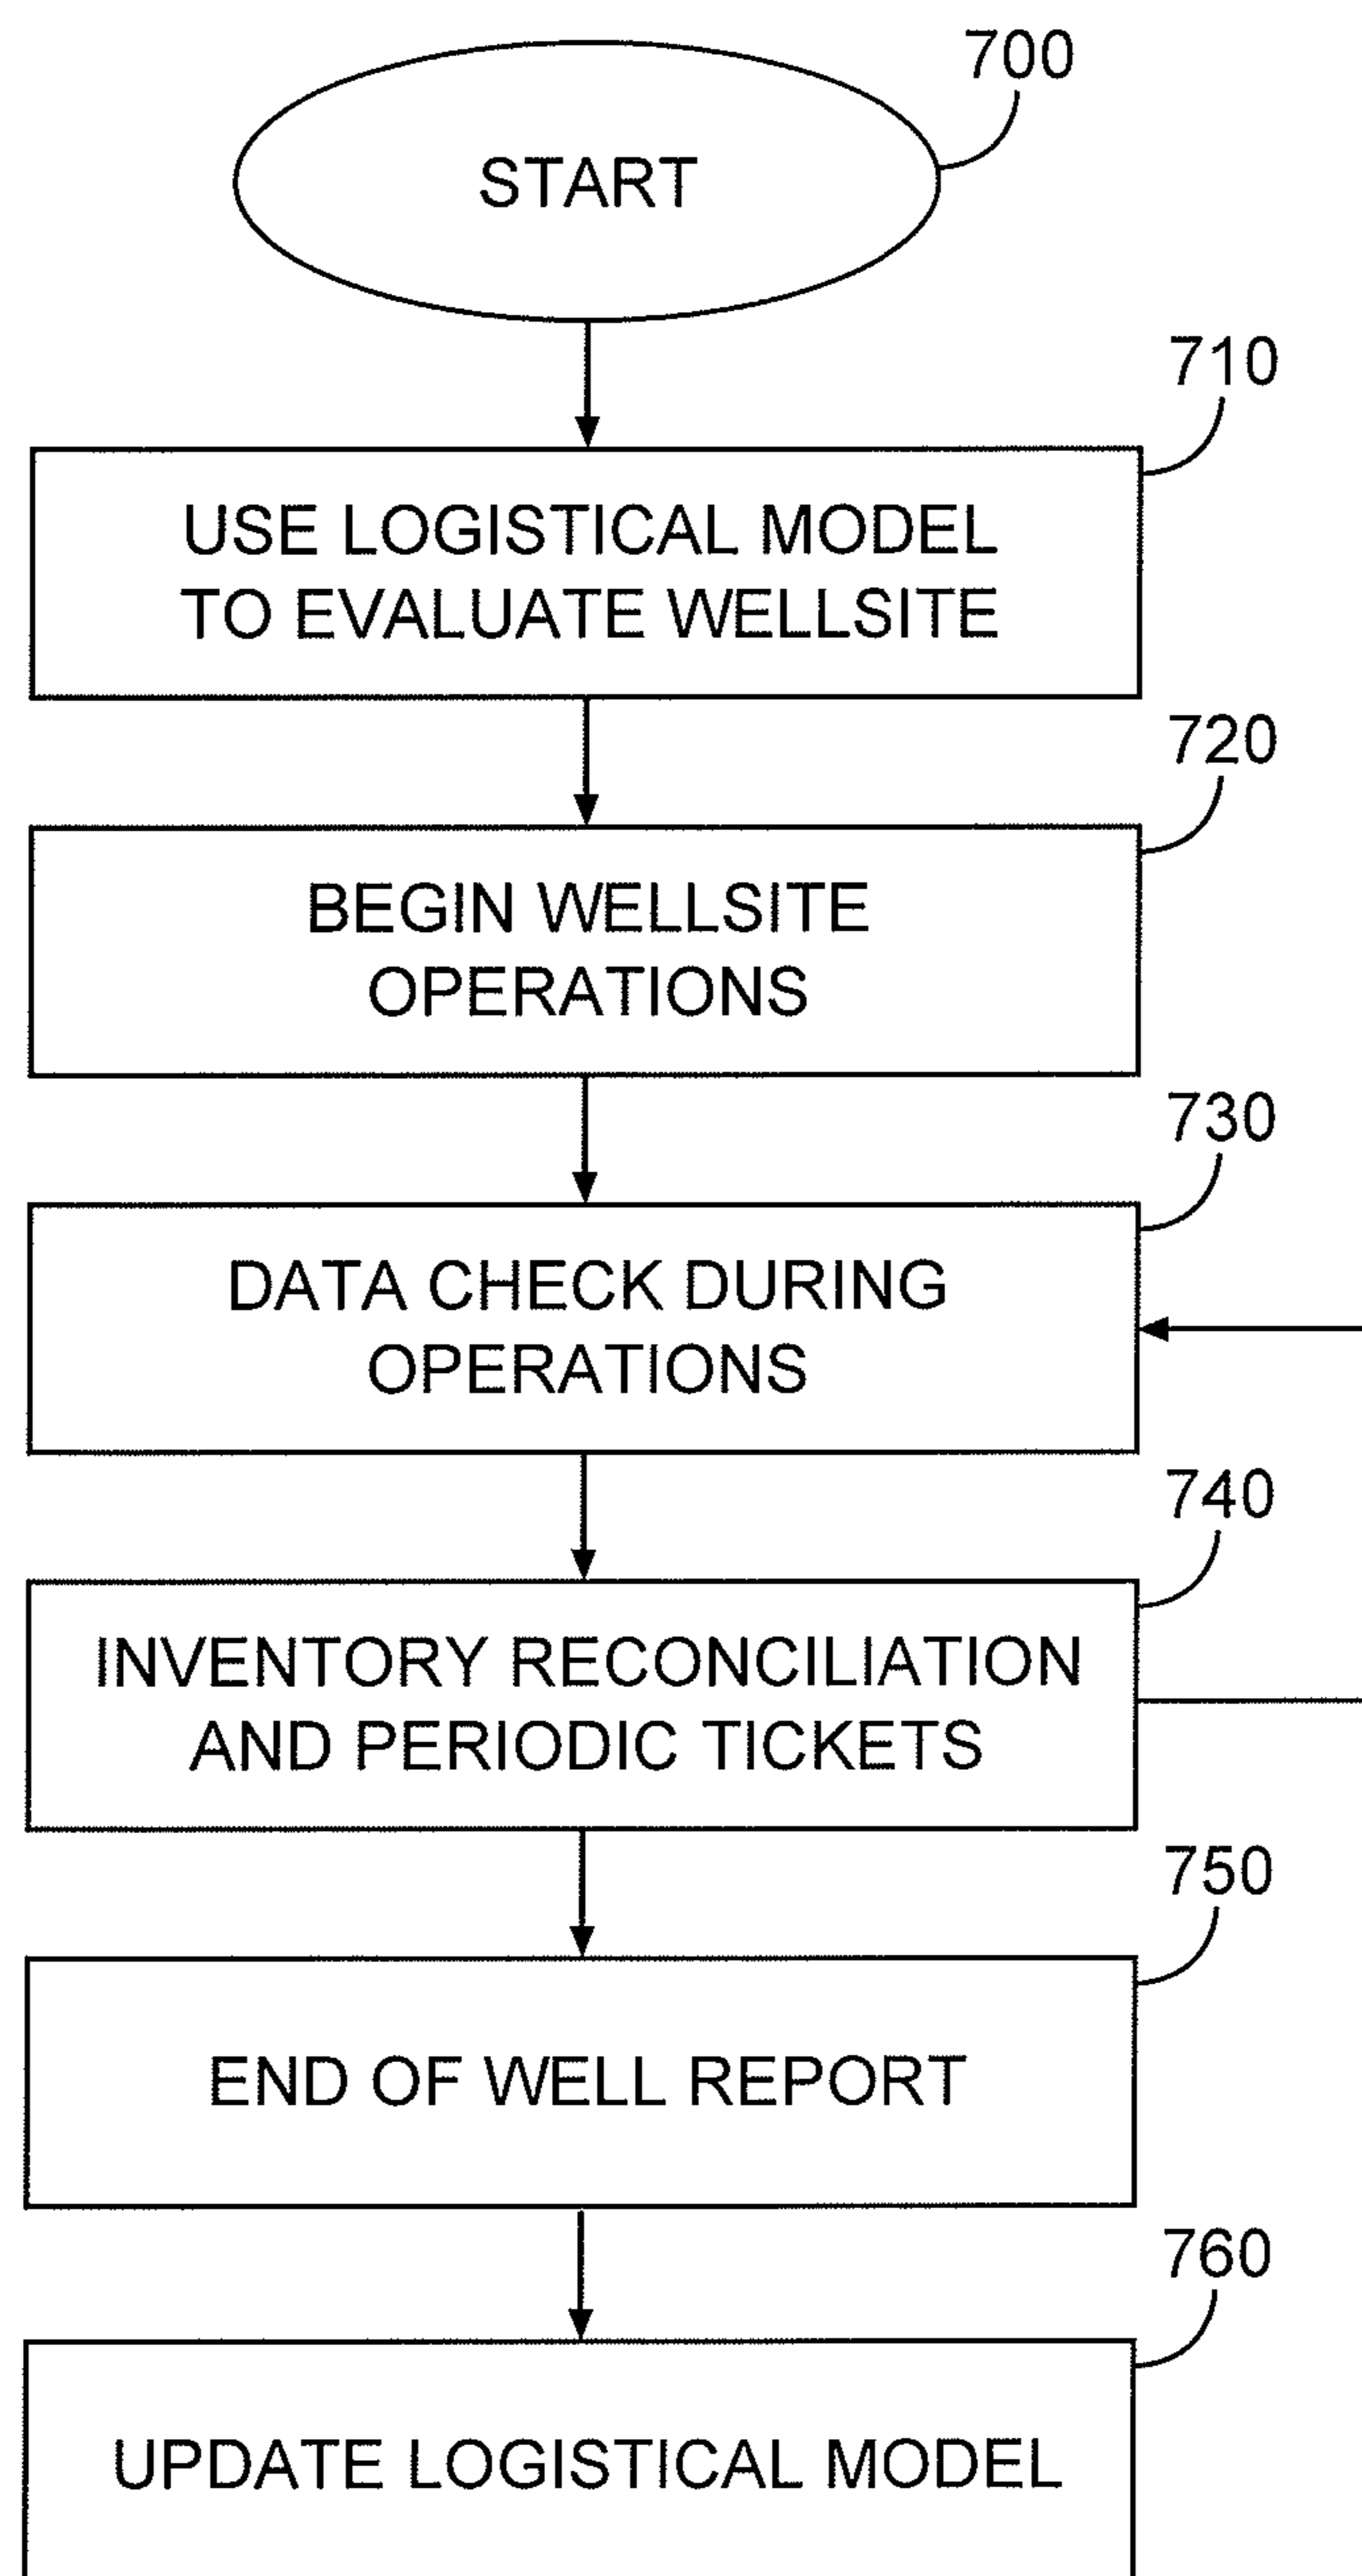 700
START
710
USE LOGISTICAL MODEL
TO EVALUATE WELLSITE
720
BEGIN WELLSITE
OPERATIONS
730
DATA CHECK DURING
OPERATIONS
740
INVENTORY RECONCILIATION
AND PERIODIC TICKETS
750
END OF WELL REPORT
760
UPDATE LOGISTICAL MODEL